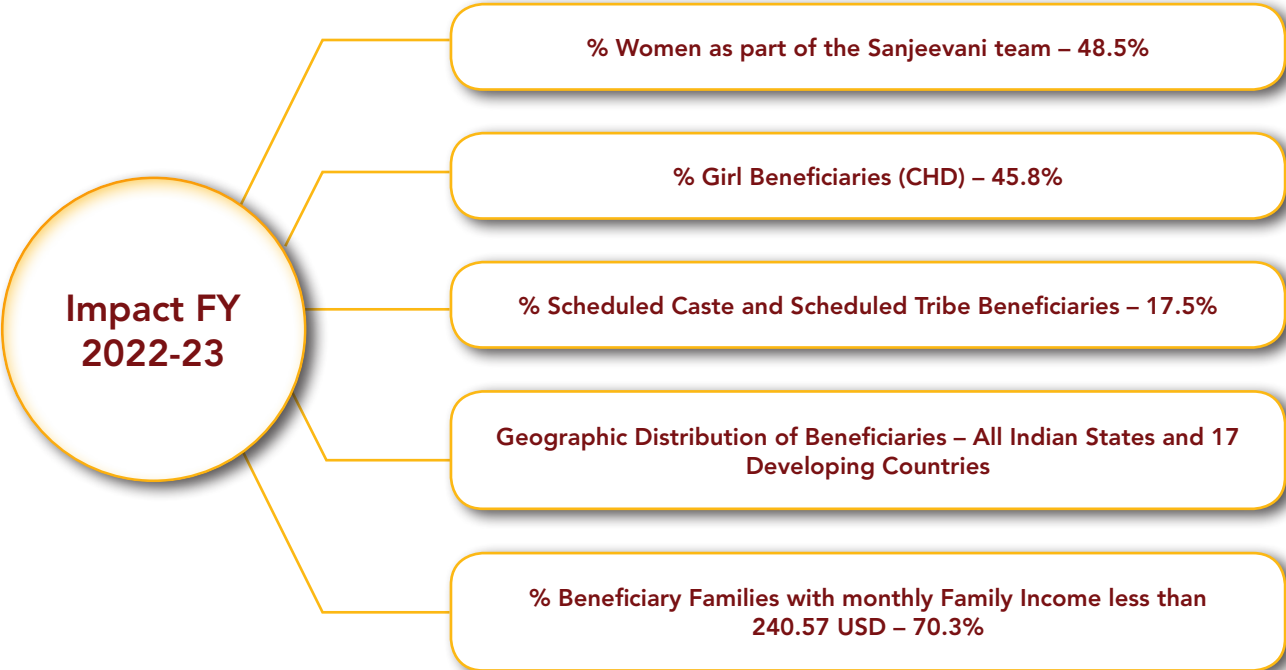 % Women as part of the Sanjeevani team – 48.5%
% Girl Beneficiaries (CHD) – 45.8%
Impact FY
2022-23
% Scheduled Caste and Scheduled Tribe Beneficiaries – 17.5%
Geographic Distribution of Beneficiaries – All Indian States and 17
Developing Countries
% Beneficiary Families with monthly Family Income less than
240.57 USD – 70.3%